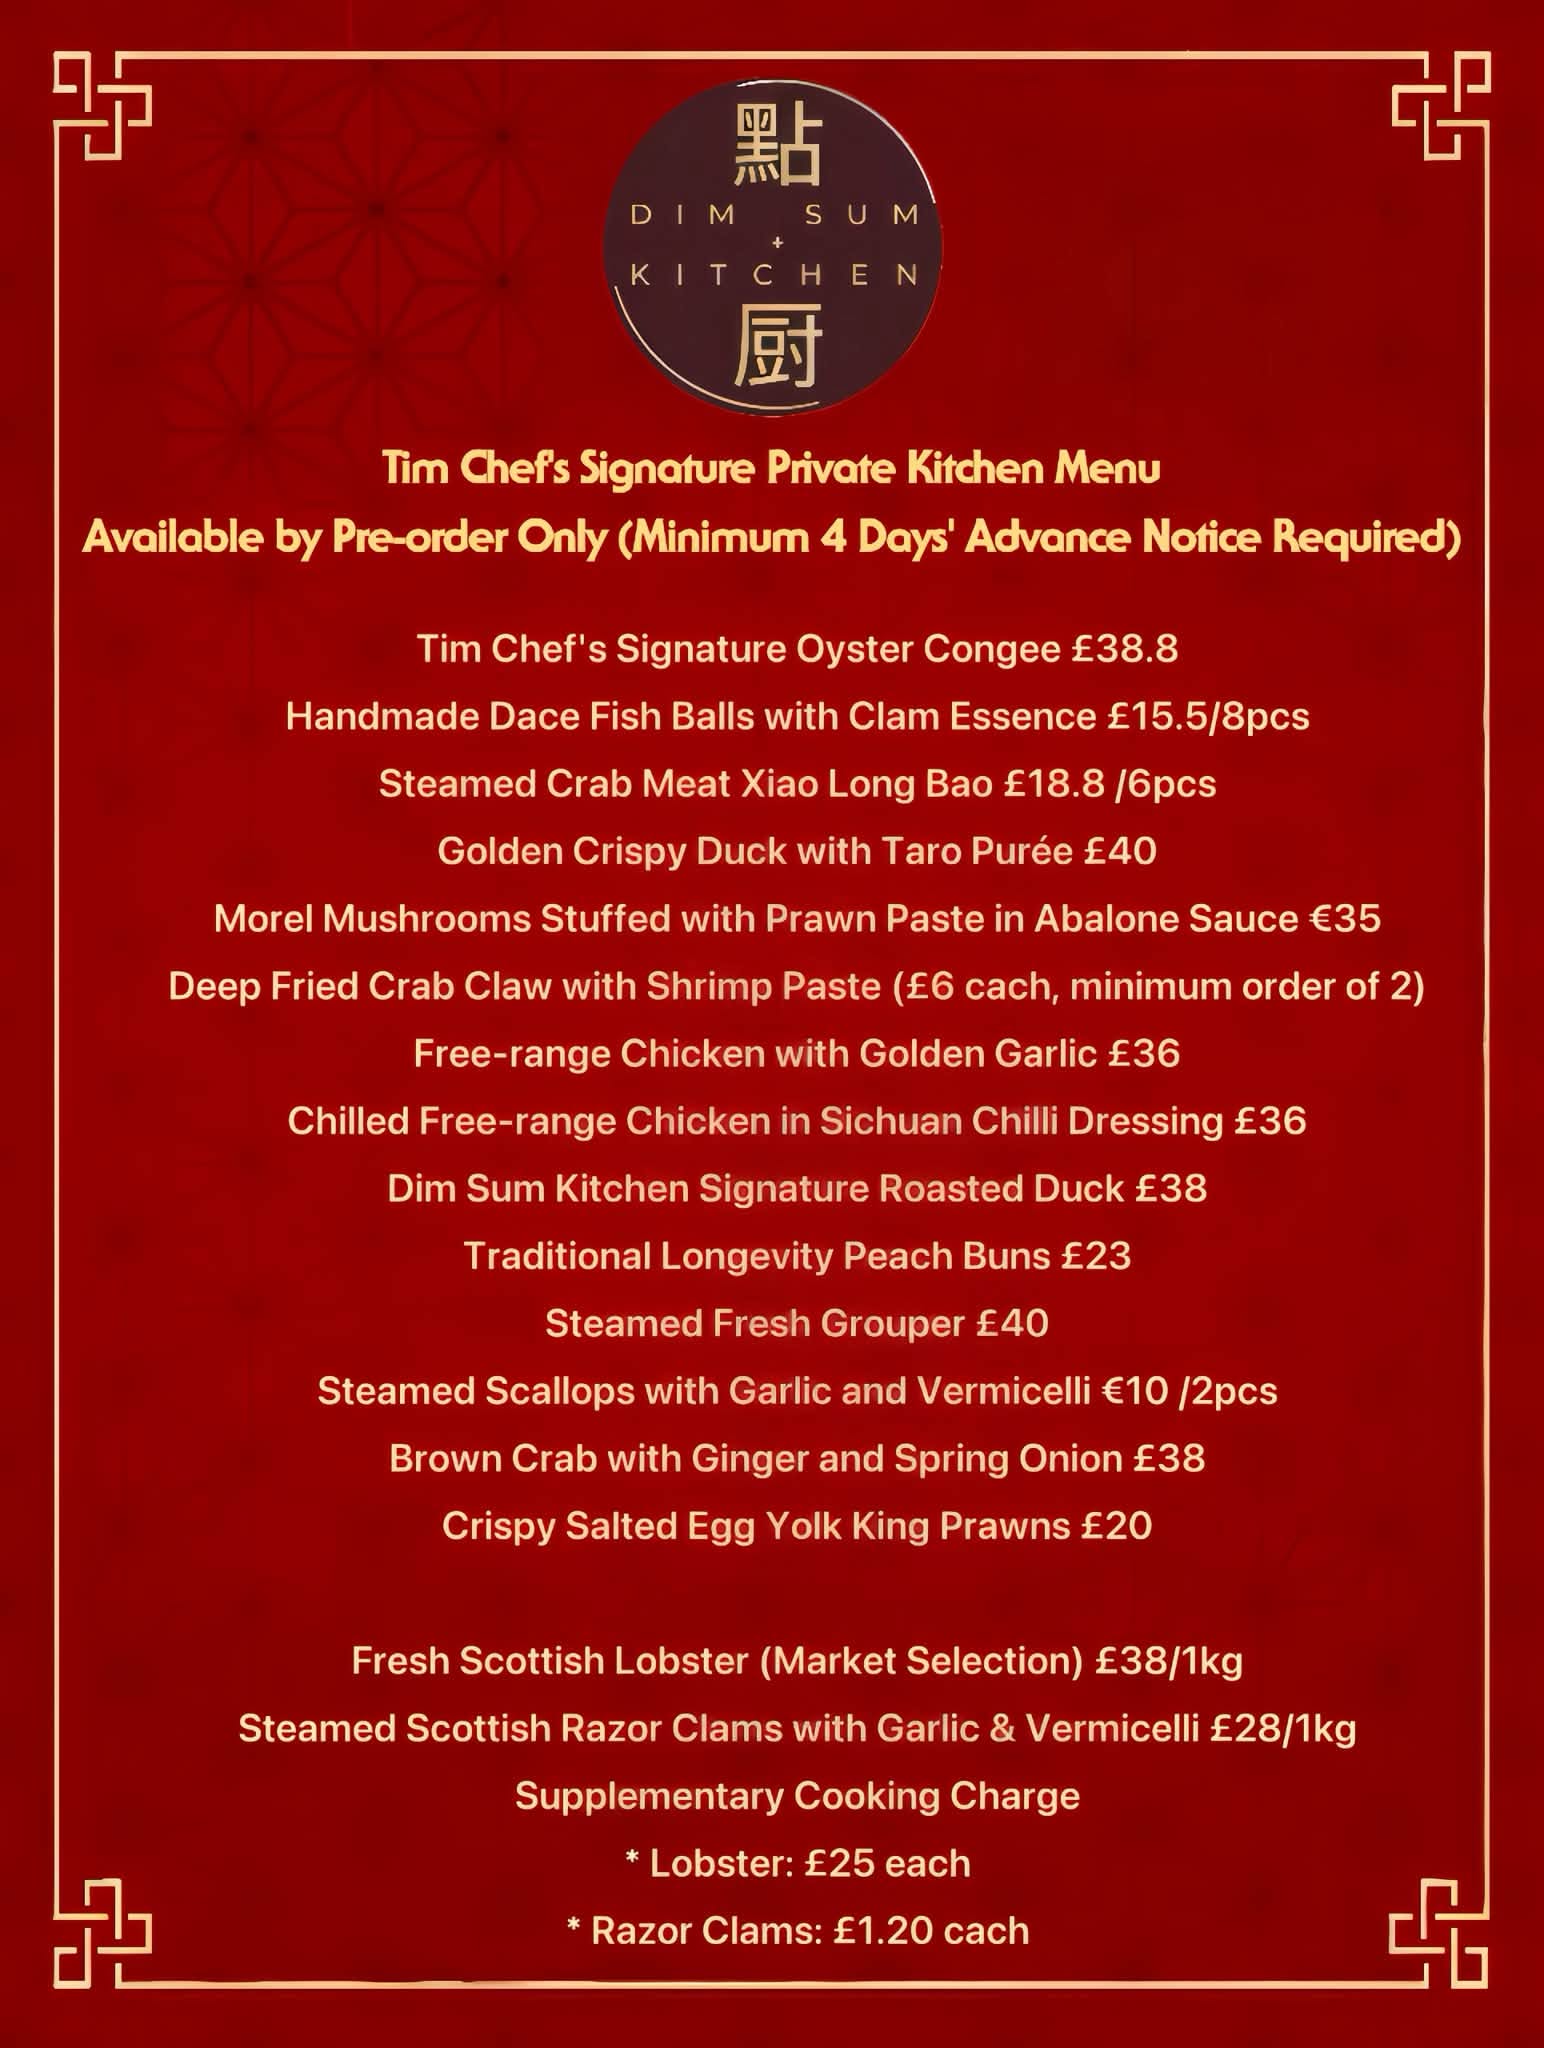 點
DIM SUM
+
KITCHEN
厨
Tim Chef's Signature Private Kitchen Menu
Available by Pre-order Only (Minimum 4 Days' Advance Notice Required)
Tim Chef's Signature Oyster Congee £38.8
Handmade Dace Fish Balls with Clam Essence £15.5/8pcs
Steamed Crab Meat Xiao Long Bao £18.8 /6pcs
Golden Crispy Duck with Taro Purée £40
Morel Mushrooms Stuffed with Prawn Paste in Abalone Sauce €35
Deep Fried Crab Claw with Shrimp Paste (£6 cach, minimum order of 2)
Free-range Chicken with Golden Garlic £36
Chilled Free-range Chicken in Sichuan Chilli Dressing £36
Dim Sum Kitchen Signature Roasted Duck £38
Traditional Longevity Peach Buns £23
Steamed Fresh Grouper £40
Steamed Scallops with Garlic and Vermicelli €10 /2pcs
Brown Crab with Ginger and Spring Onion £38
Crispy Salted Egg Yolk King Prawns £20
Fresh Scottish Lobster (Market Selection) £38/1kg
Steamed Scottish Razor Clams with Garlic & Vermicelli £28/1kg
Supplementary Cooking Charge
* Lobster: £25 each
* Razor Clams: £1.20 cach